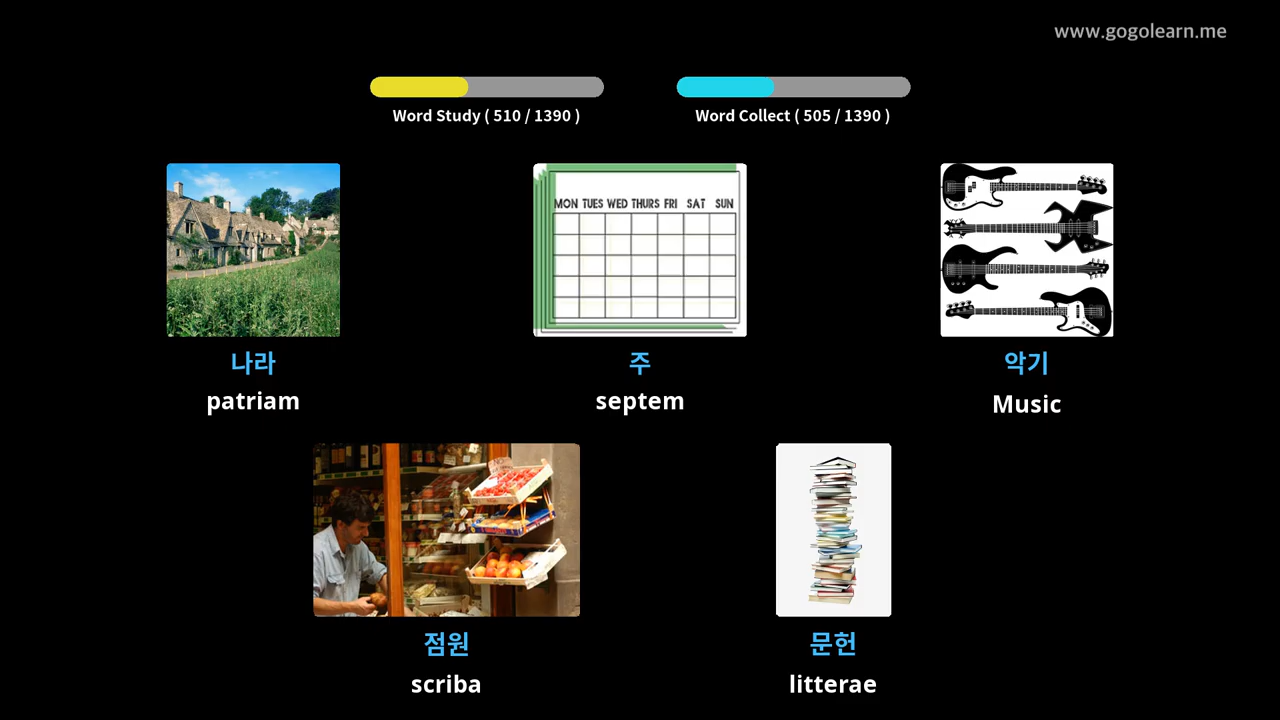 www.gogolearn.me
Word Study ( 510 / 1390 )
Word Collect ( 505 / 1390 )
MON TUES WED THURS FRI SAT SUN
나라
patriam
주
septem
악기
Music
점원
scriba
문헌
litterae